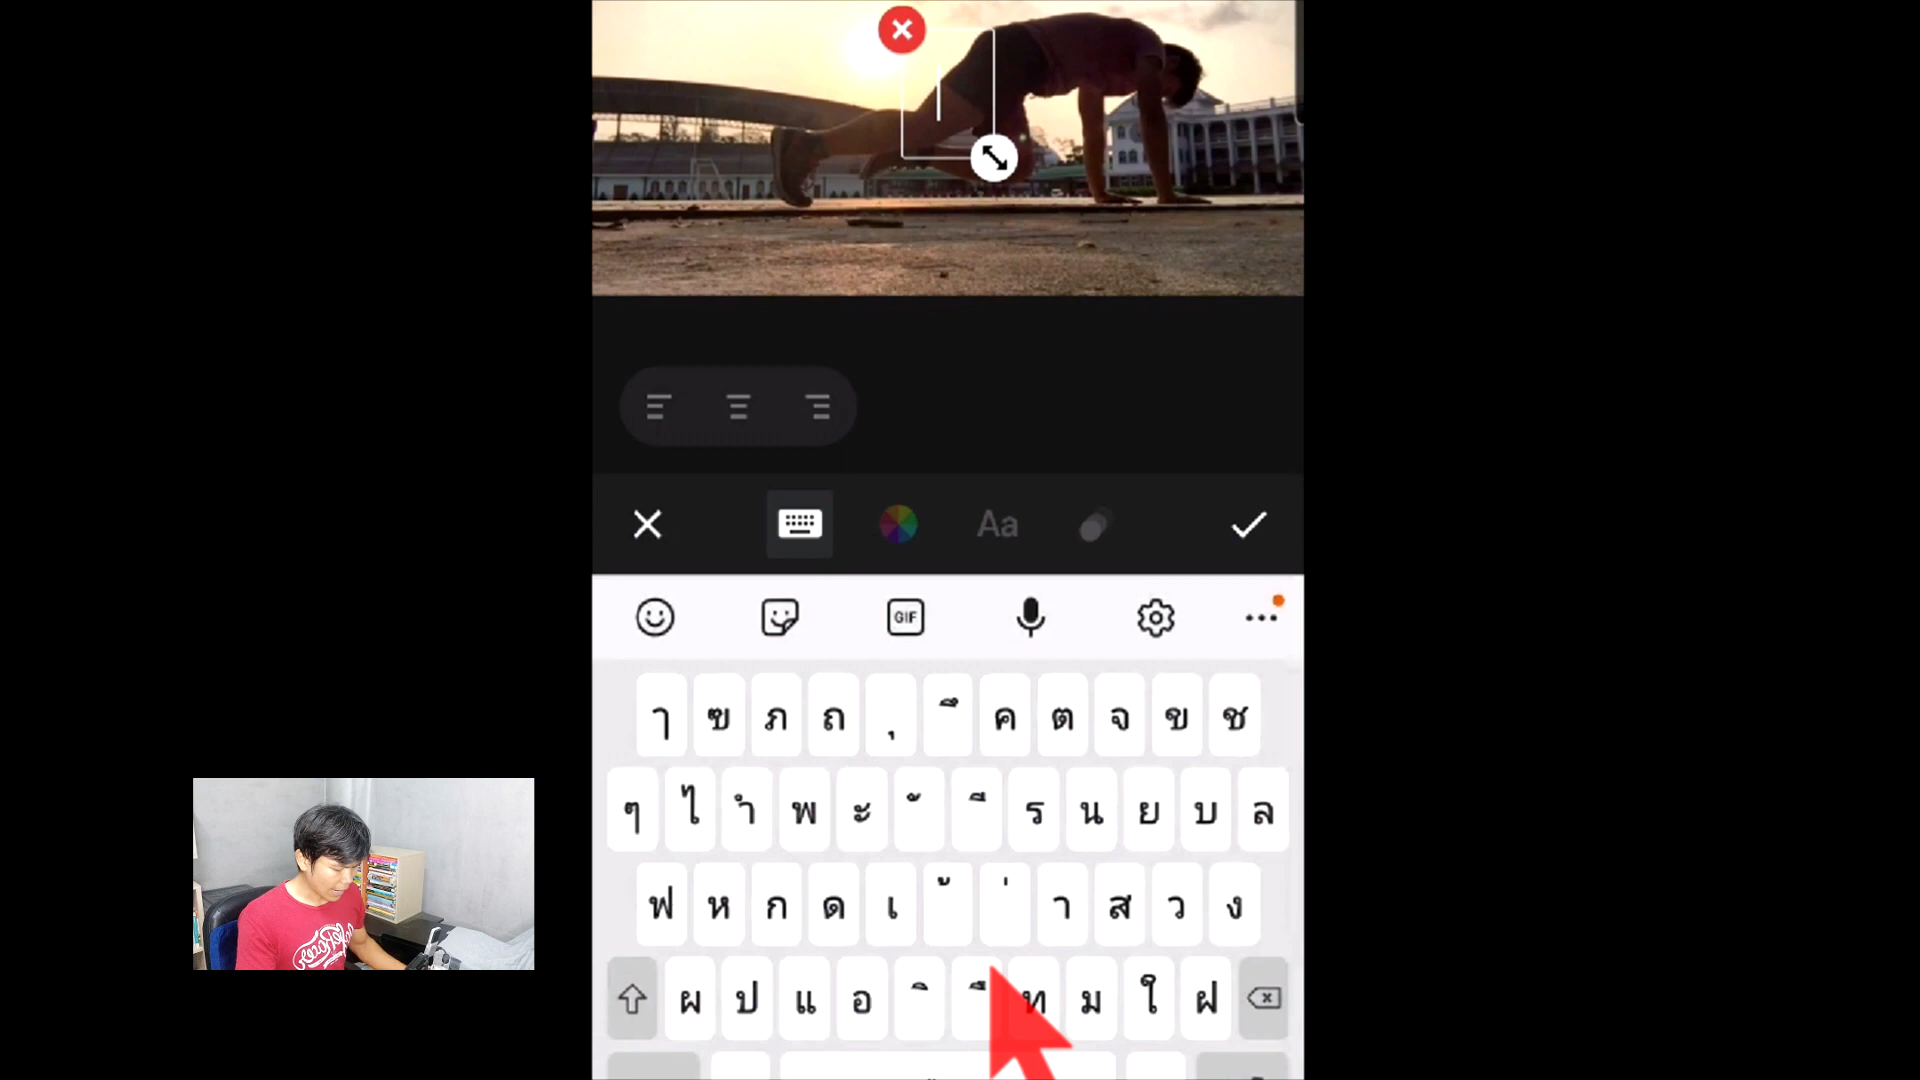 Aa
GIF
ๅ ฃ ภ ถ ุ ึ ค ต จ ข ช
ๆ ไ ำ พ ะ ั ี ร น ย บ ล
ฟ ห ก ด เ ้ ่ า ส ว ง
ผ ป แ อ ิ ื ท ม ใ ฝ